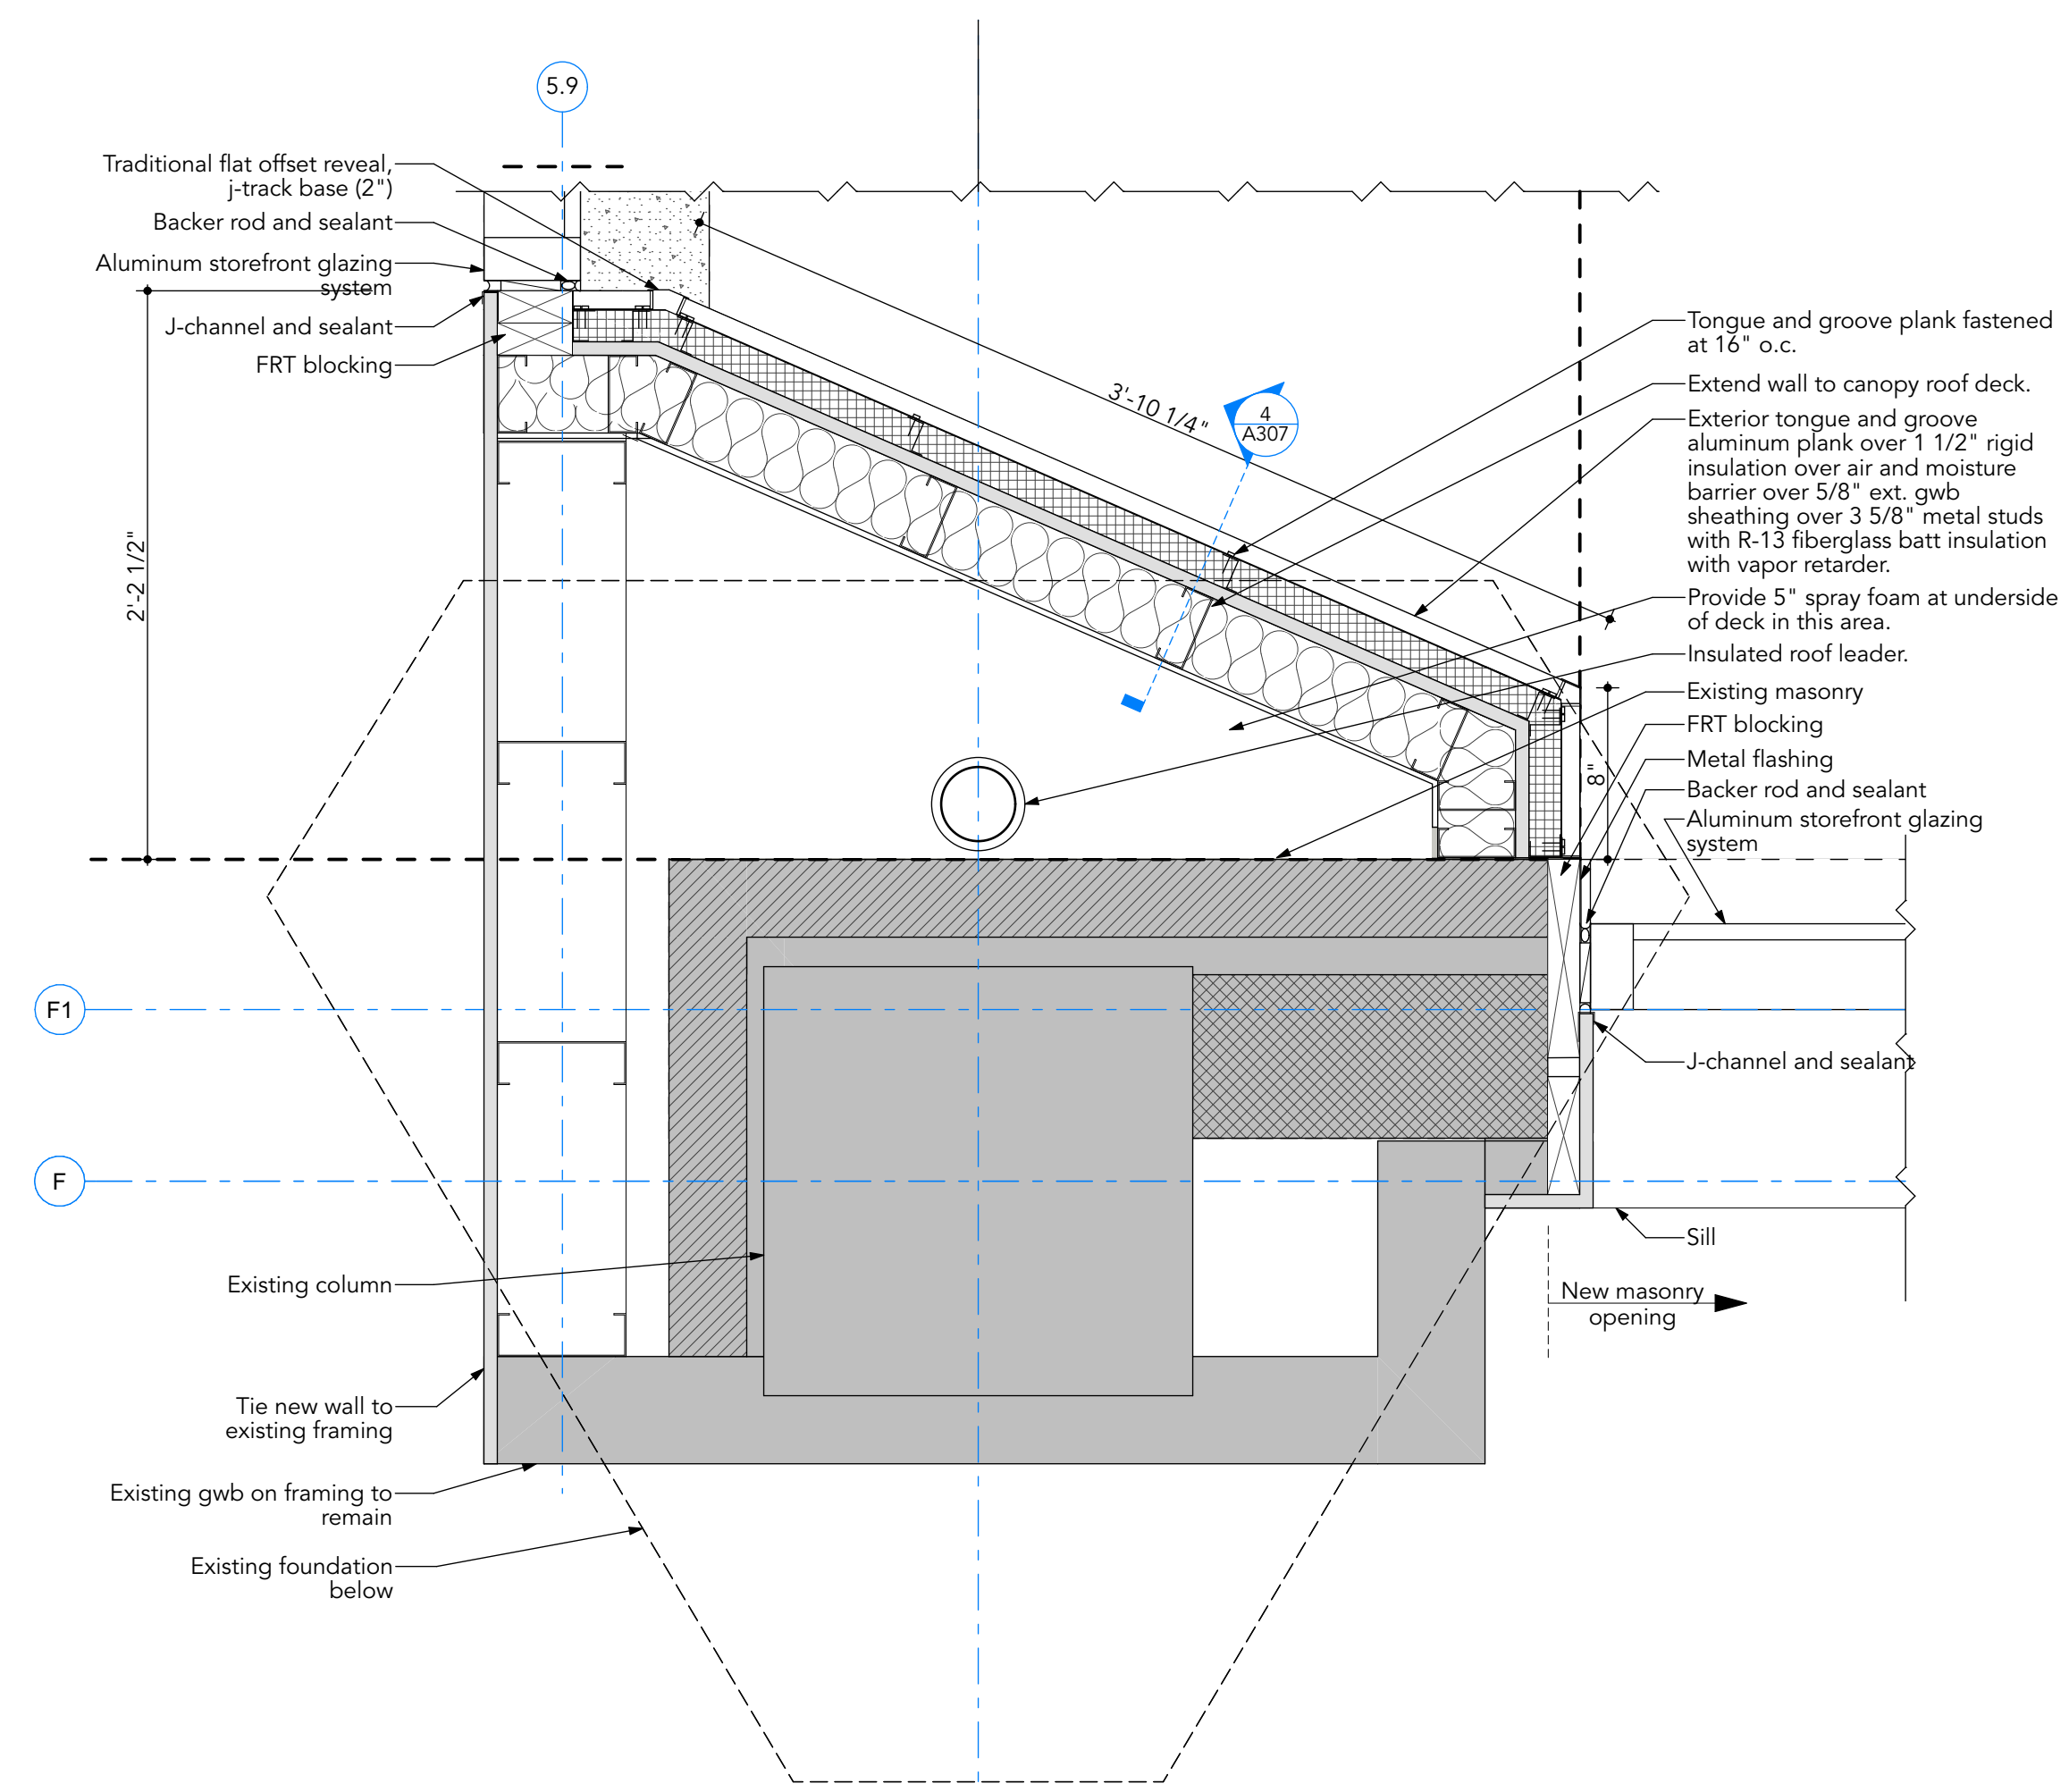 5.9
Traditional flat offset reveal,
j-track base (2")
Backer rod and sealant
Aluminum storefront glazing
system
J-channel and sealant
FRT blocking
2'-2 1/2"
3'-10 1/4"
4
A307
Tongue and groove plank fastened
at 16" o.c.
Extend wall to canopy roof deck.
Exterior tongue and groove
aluminum plank over 1 1/2" rigid
insulation over air and moisture
barrier over 5/8" ext. gwb
sheathing over 3 5/8" metal studs
with R-13 fiberglass batt insulation
with vapor retarder.
Provide 5" spray foam at underside
of deck in this area.
Insulated roof leader.
Existing masonry
FRT blocking
Metal flashing
Backer rod and sealant
Aluminum storefront glazing
system
8"
F1
J-channel and sealant
F
Sill
New masonry
opening
Existing column
Tie new wall to
existing framing
Existing gwb on framing to
remain
Existing foundation
below